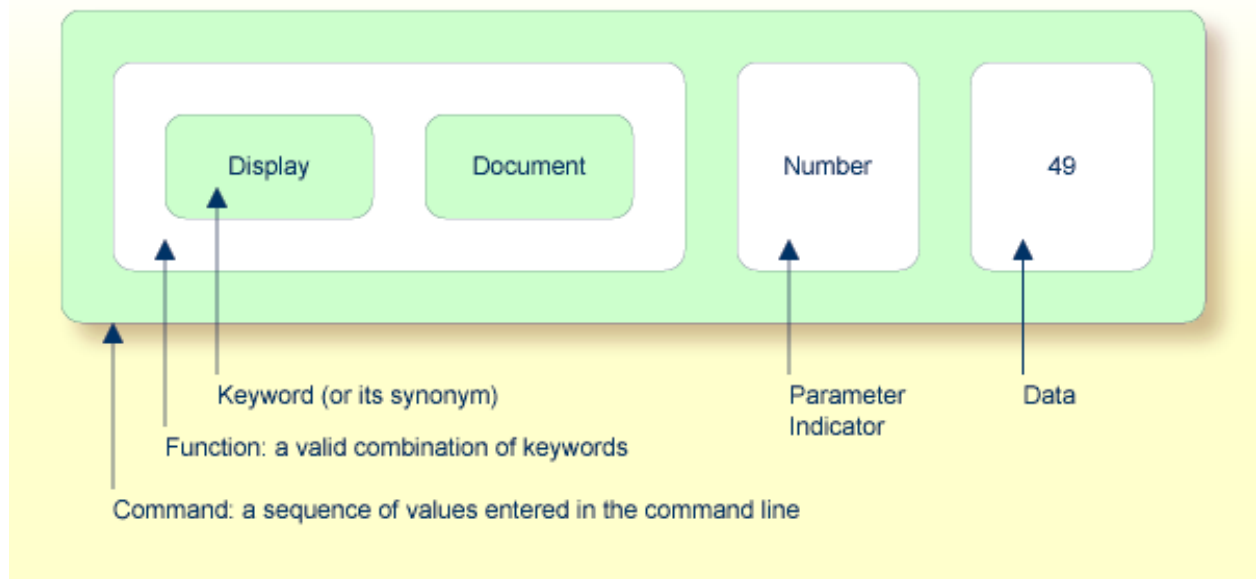 Display
Document
Number
49
Keyword (or its synonym)
Parameter
Indicator
Data
Function: a valid combination of keywords
Command: a sequence of values entered in the command line